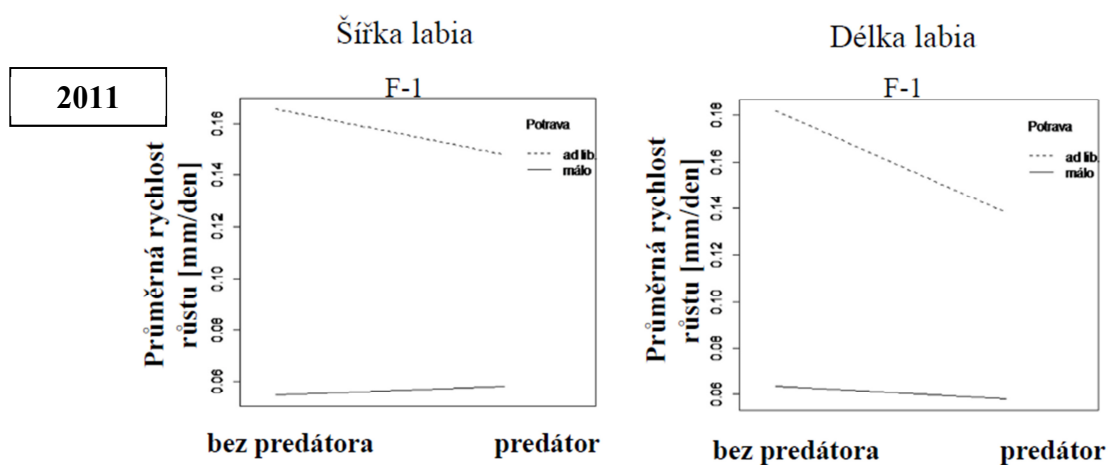 2011
Šířka labia
F-1
Průměrná rychlost
růstu [mm/den]
0.16
0.14
0.12
0.10
0.08
0.06
Potrava
ad lib.
málo
bez predátora
predátor
Délka labia
F-1
Průměrná rychlost
růstu [mm/den]
0.18
0.16
0.14
0.12
0.10
0.08
0.06
Potrava
ad lib.
málo
bez predátora
predátor